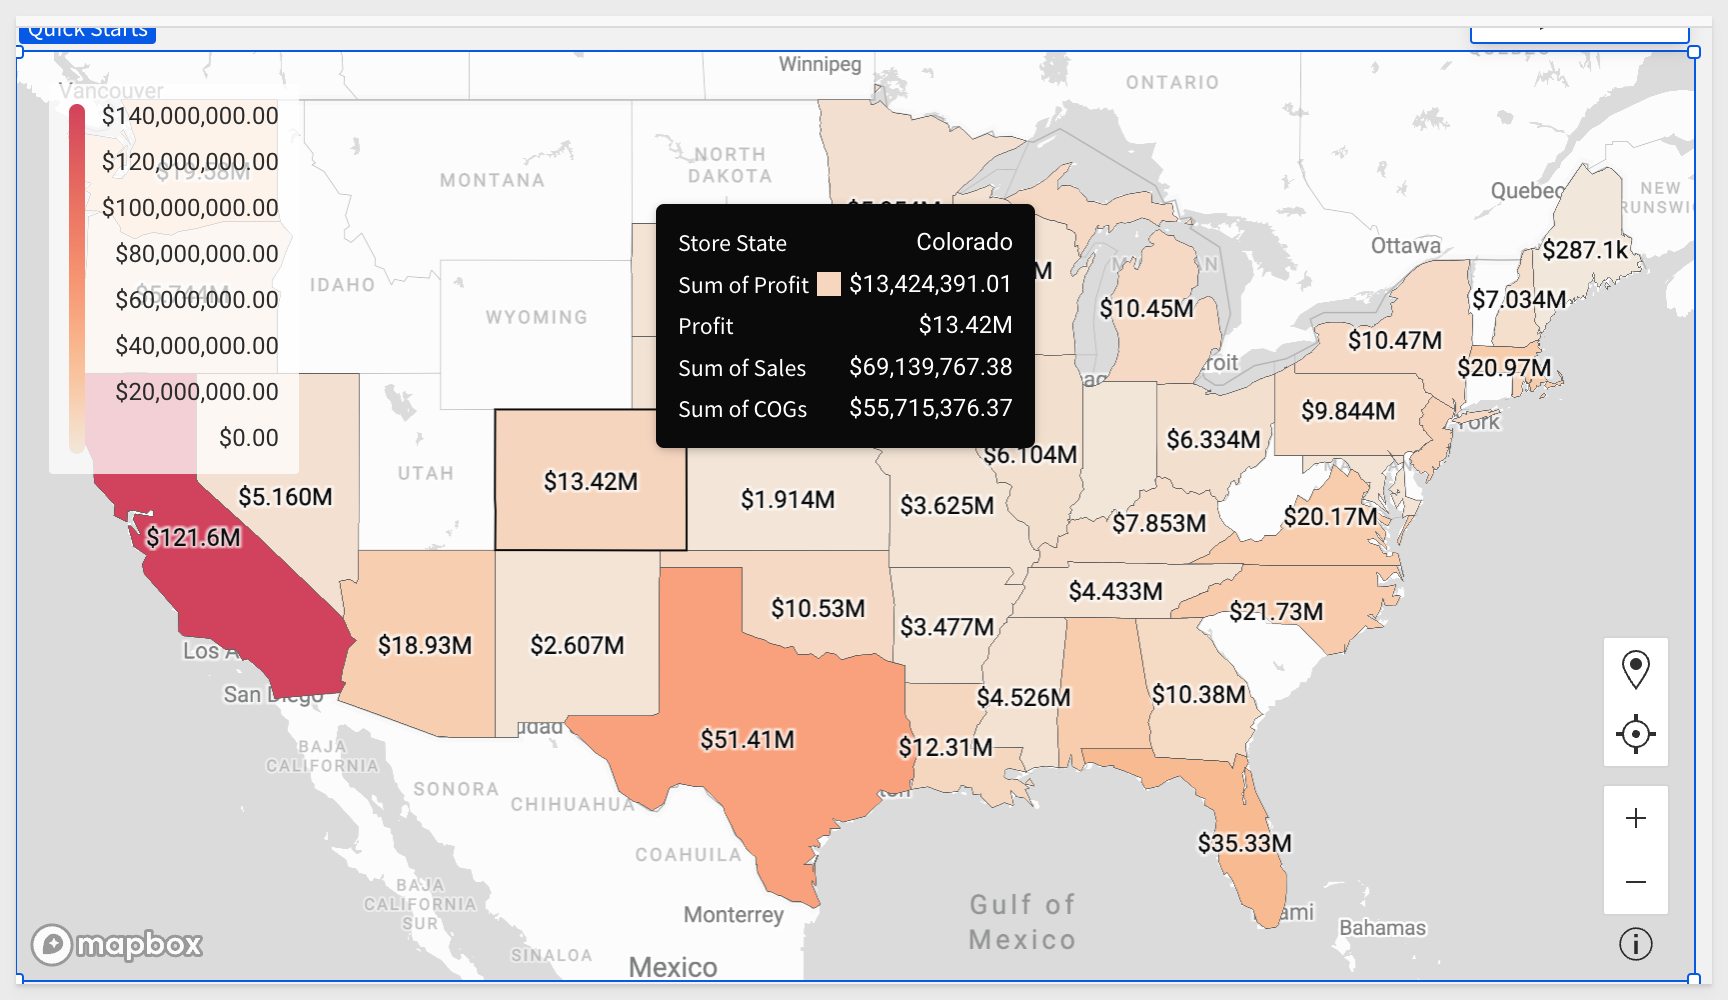 Quick Starts
Winnipeg
ONTARIO
Vancouver
$140,000,000.00
$120,000,000.00
$19.58M
$100,000,000.00
$80,000,000.00
$60,000,000.00
$40,000,000.00
$20,000,000.00
$0.00
MONTANA
NORTH
DAKOTA
IDAHO
WYOMING
UTAH
Store State Colorado
Sum of Profit $13,424,391.01
Profit $13.42M
Sum of Sales $69,139,767.38
Sum of COGs $55,715,376.37
Quebec
NEW
Ottawa
$287.1k
$7.034M
$10.45M
$10.47M
$20.97M
$9.844M
York
$6.334M
$6.104M
$5.160M
$13.42M
$1.914M
$3.625M
$7.853M
$20.17M
$121.6M
$4.433M
$21.73M
$10.53M
$3.477M
$18.93M
$2.607M
Los A
San Diego
$4.526M
$10.38M
$51.41M
$12.31M
BAJA
CALIFORNIA
SONORA
CHIHUAHUA
$35.33M
COAHUILA
BAJA
CALIFORNIA
SUR
Monterrey
Gulf of
Mexico
Bahamas
mapbox
SINALOA
Mexico